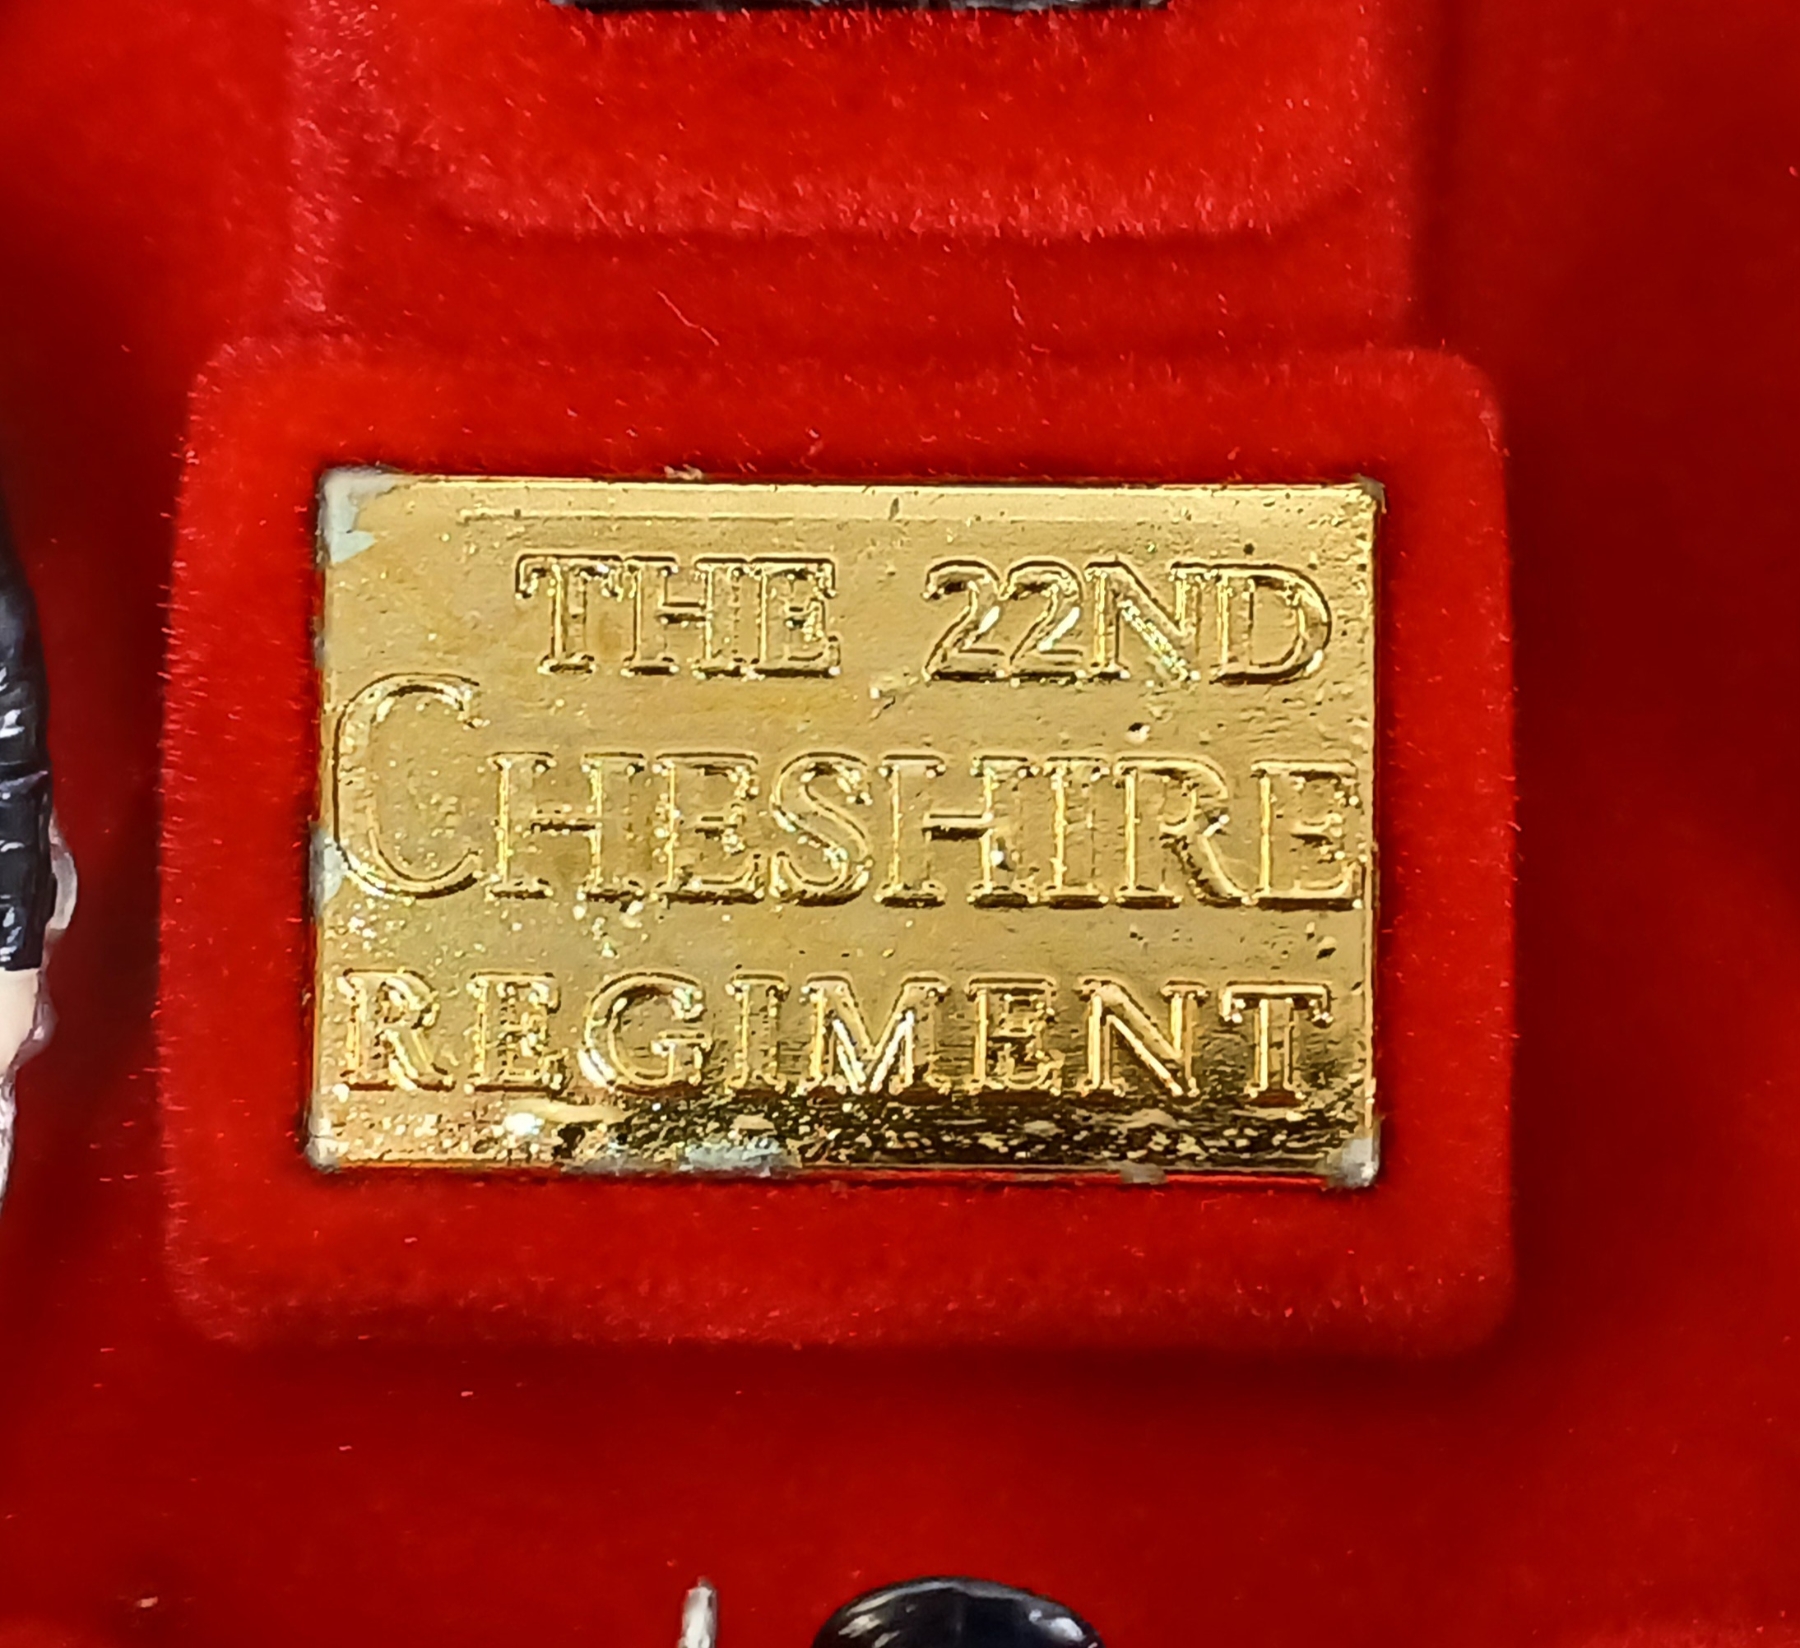 THE 22ND
CHESHIRE
REGIMENT